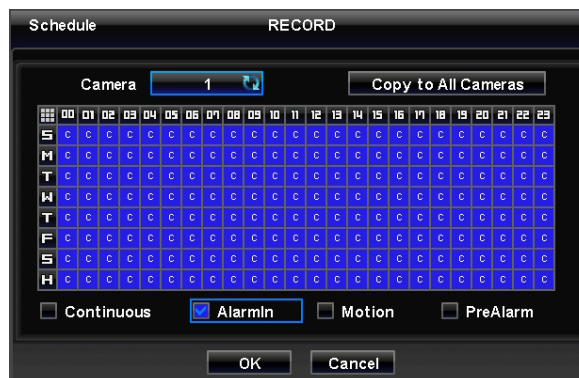 Schedule RECORD
Camera 1 Copy to All Cameras
00 01 02 03 04 05 06 07 08 09 10 11 12 13 14 15 16 17 18 19 20 21 22 23
S C C C C C C C C C C C C C C C C C C C C C C C C
M C C C C C C C C C C C C C C C C C C C C C C C C
T C C C C C C C C C C C C C C C C C C C C C C C C
W C C C C C C C C C C C C C C C C C C C C C C C C
T C C C C C C C C C C C C C C C C C C C C C C C C
F C C C C C C C C C C C C C C C C C C C C C C C C
S C C C C C C C C C C C C C C C C C C C C C C C C
H C C C C C C C C C C C C C C C C C C C C C C C C
Continuous AlarmIn Motion PreAlarm
OK Cancel